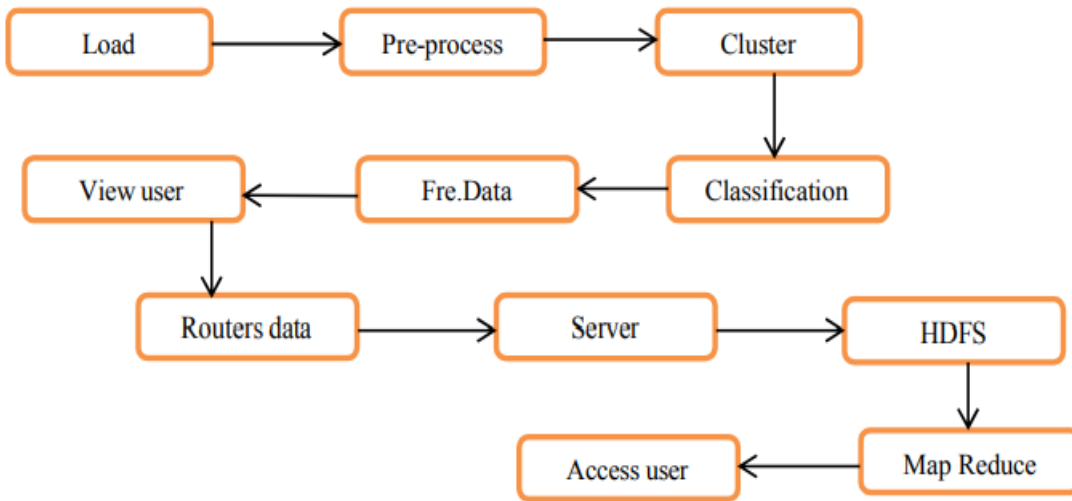 Load
Pre-process
Cluster
Classification
Fre.Data
View user
Routers data
Server
HDFS
Map Reduce
Access user